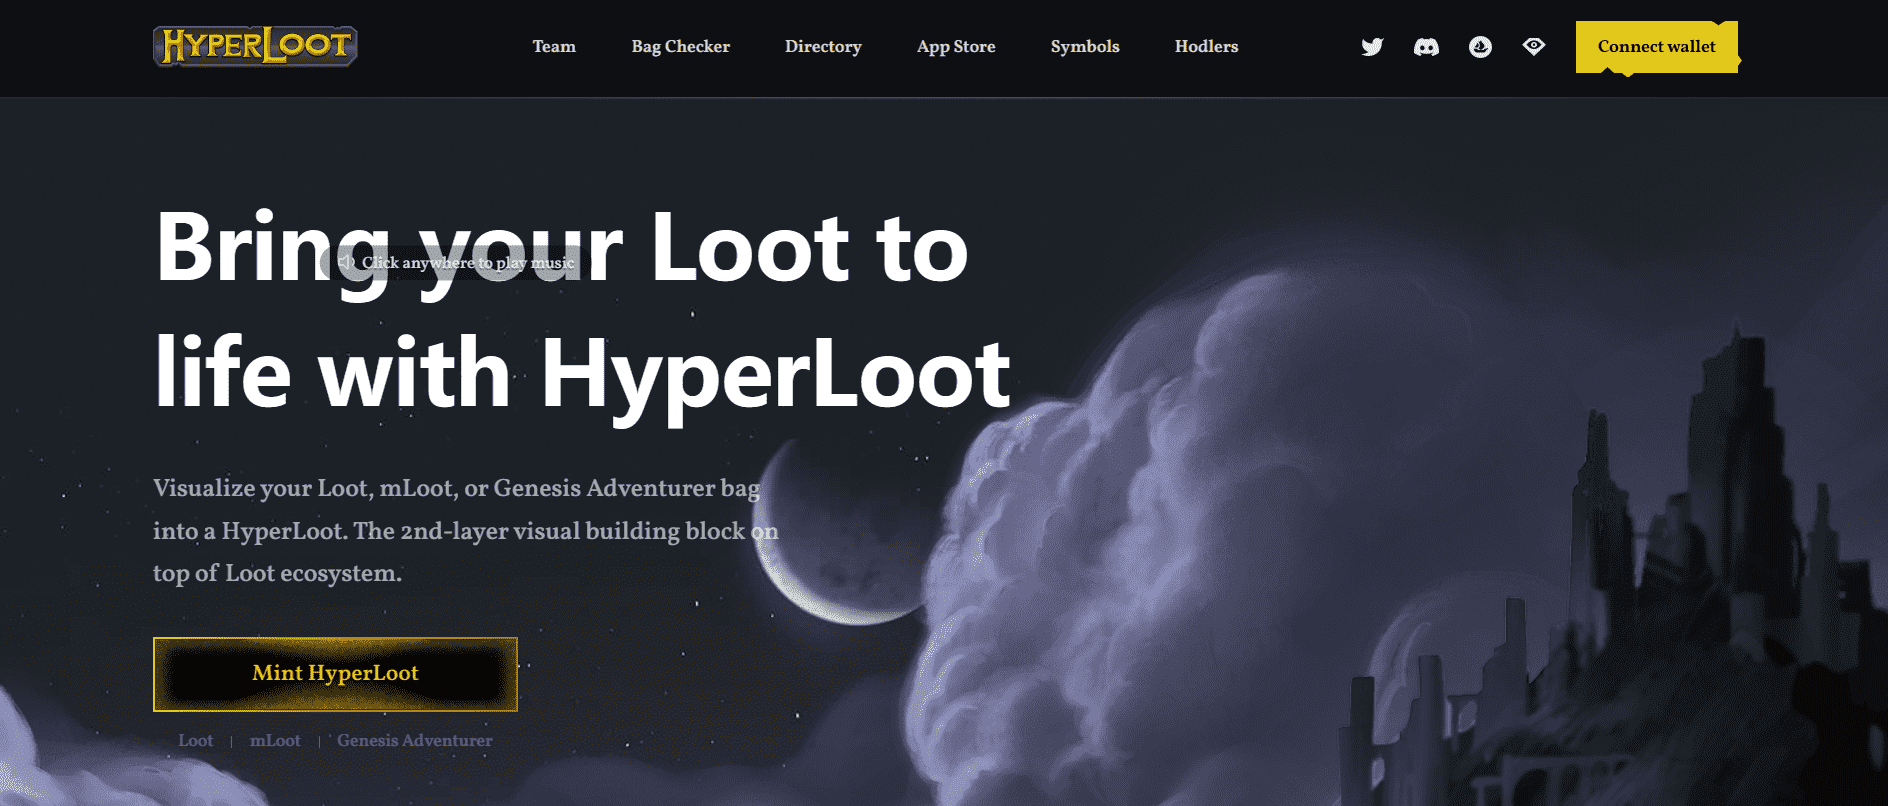 HYPERLOOT
Team
Bag Checker
Directory
App Store
Symbols
Hodlers
Connect wallet
Bring your Loot to
Click anywhere to play music
life with HyperLoot
Visualize your Loot, mLoot, or Genesis Adventurer bag
into a HyperLoot. The 2nd-layer visual building block on
top of Loot ecosystem.
Mint HyperLoot
Loot | mLoot | Genesis Adventurer